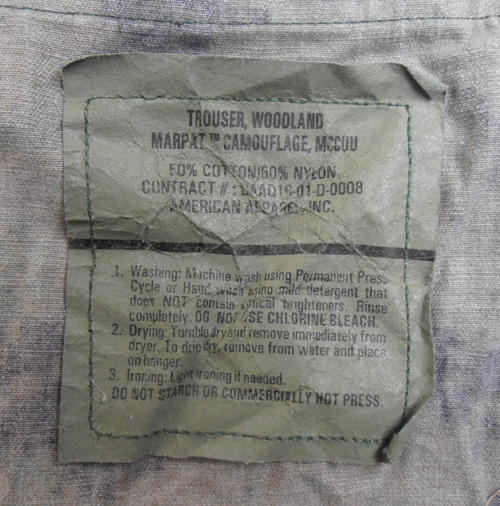 TROUSER, WOODLAND
MARPAT ™ CAMOUFLAGE, MCCUU
50% COTTON/50% NYLON
CONTRACT # : DAAD16-01-D-0008
AMERICAN APPAREL, INC.
1. Washing: Machine wash using Permanent Press
Cycle or Hand wash using mild detergent that
does NOT contain optical brighteners. Rinse
completely. DO NOT USE CHLORINE BLEACH.
2. Drying: Tumble dry and remove immediately from
dryer. To drip dry, remove from water and place
on hanger.
3. Ironing: Light ironing if needed.
DO NOT STARCH OR COMMERCIALLY HOT PRESS.